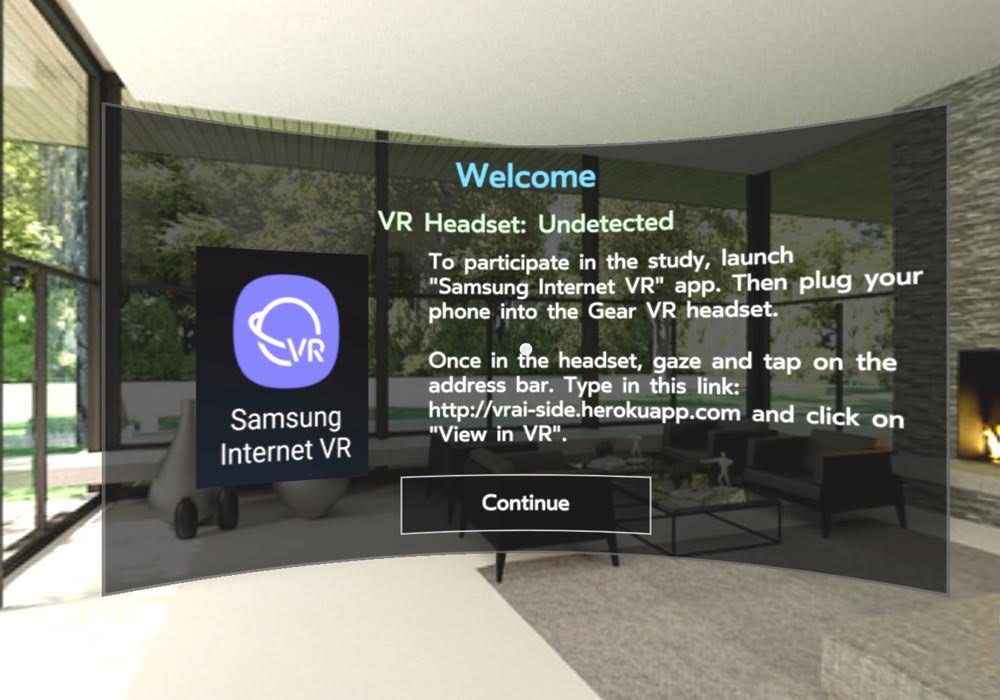 Welcome
VR Headset: Undetected
To participate in the study, launch
"Samsung Internet VR" app. Then plug your
phone into the Gear VR headset.
Once in the headset, gaze and tap on the
address bar. Type in this link:
http://vrai-side.herokuapp.com and click on
"View in VR".
VR
Samsung
Internet VR
Continue